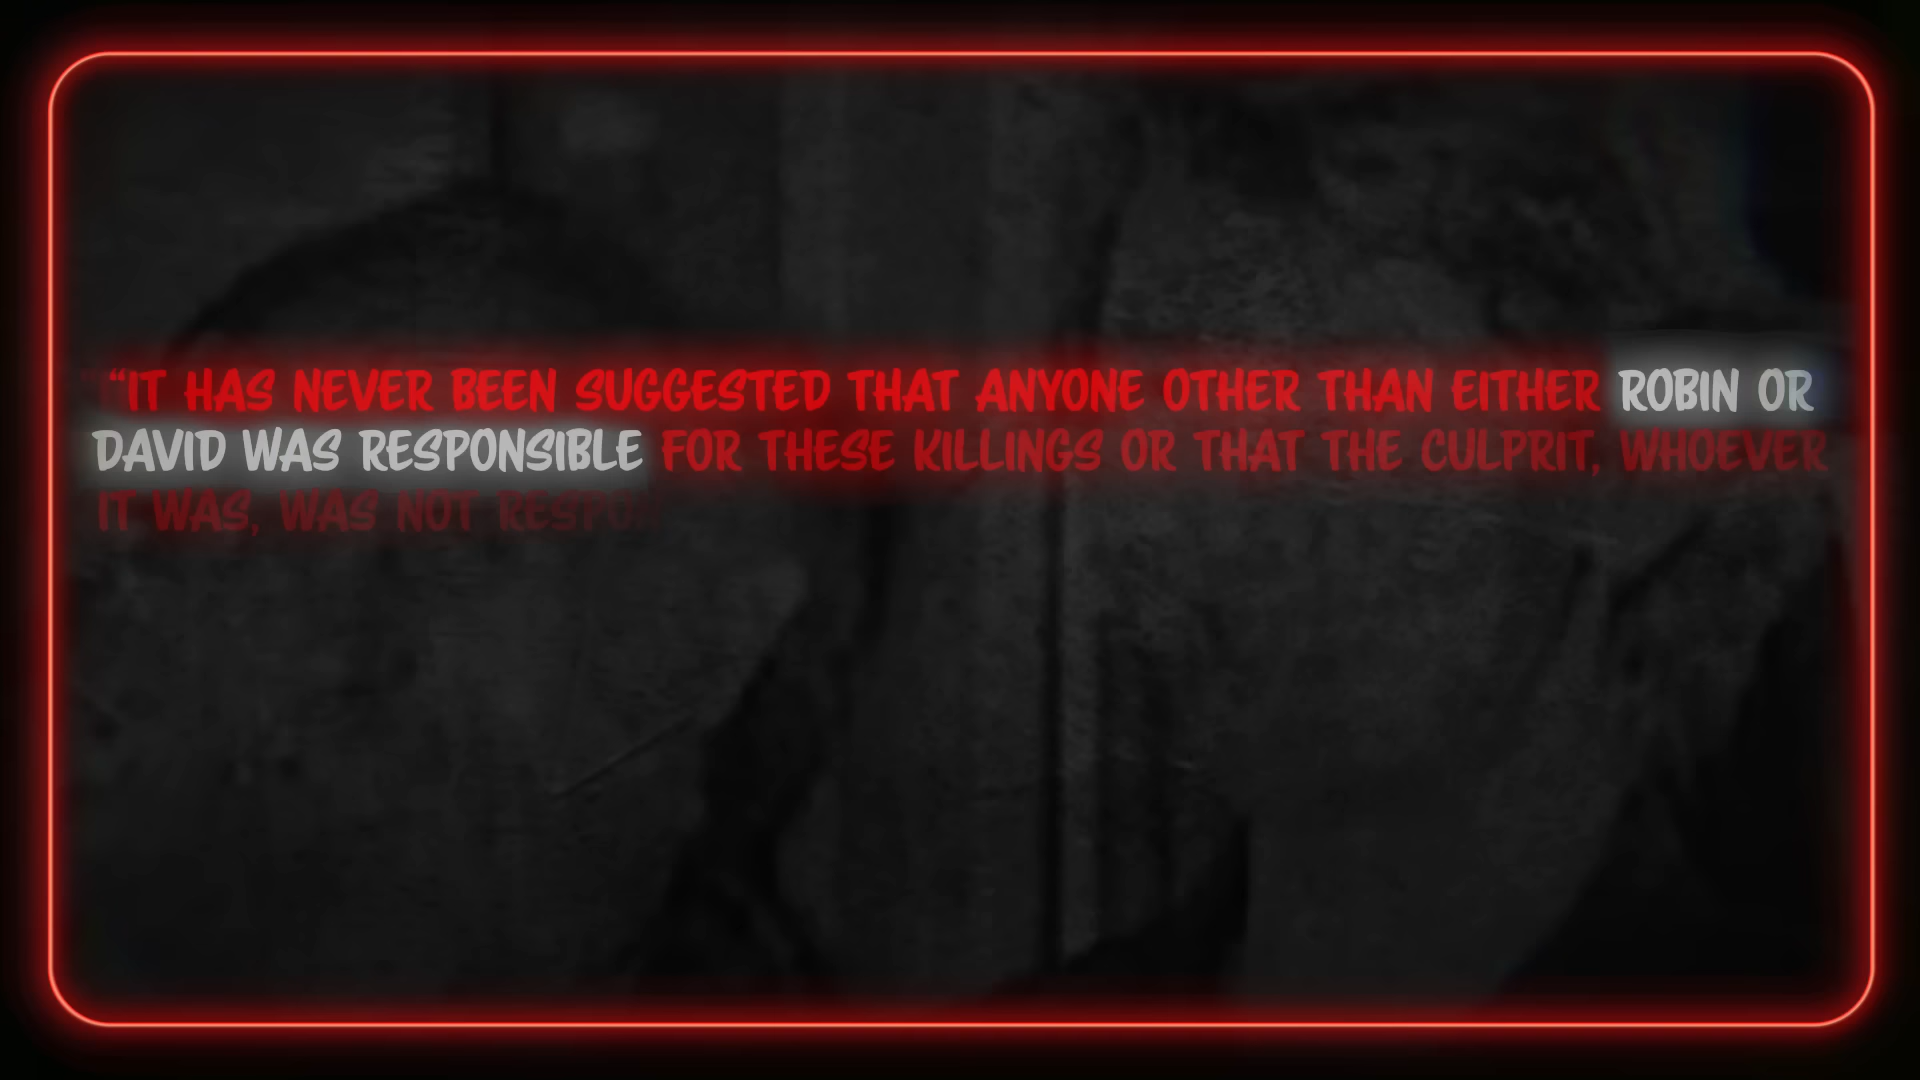 “IT HAS NEVER BEEN SUGGESTED THAT ANYONE OTHER THAN EITHER ROBIN OR
DAVID WAS RESPONSIBLE FOR THESE KILLINGS OR THAT THE CULPRIT, WHOEVER
IT WAS, WAS NOT RESPON